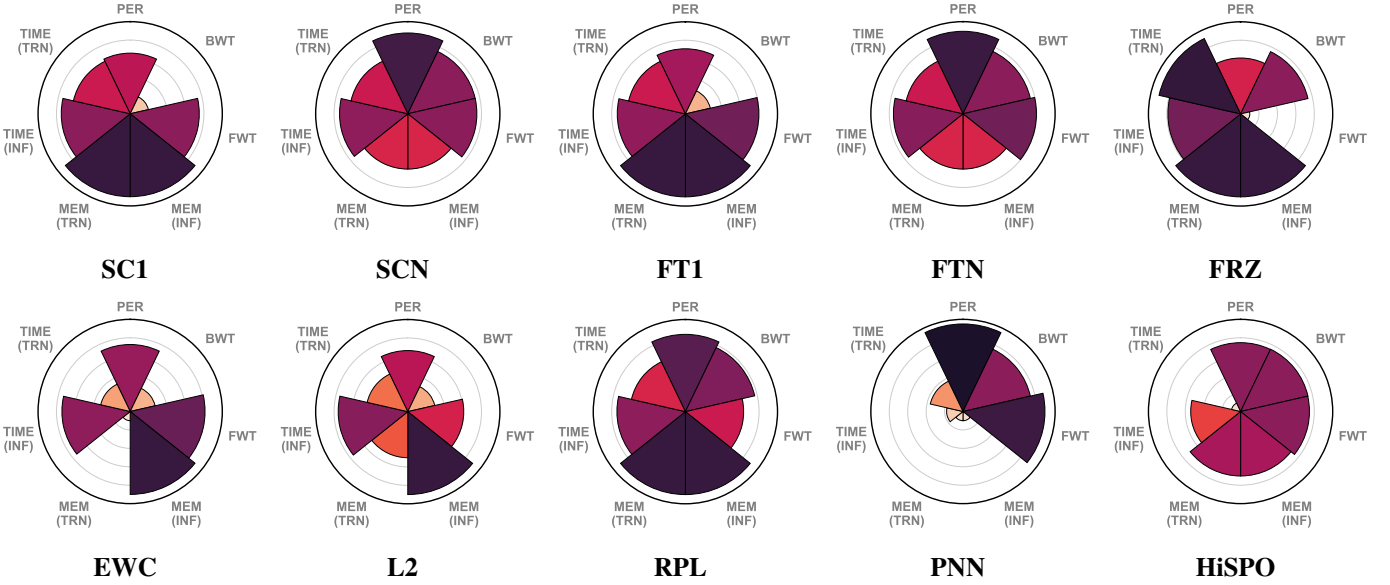 PER
TIME (TRN)
BWT
TIME (INF)
FWT
MEM (TRN)
MEM (INF)
SC1
PER
TIME (TRN)
BWT
TIME (INF)
FWT
MEM (TRN)
MEM (INF)
SCN
PER
TIME (TRN)
BWT
TIME (INF)
FWT
MEM (TRN)
MEM (INF)
FT1
PER
TIME (TRN)
BWT
TIME (INF)
FWT
MEM (TRN)
MEM (INF)
FTN
PER
TIME (TRN)
BWT
TIME (INF)
FWT
MEM (TRN)
MEM (INF)
FRZ
PER
TIME (TRN)
BWT
TIME (INF)
FWT
MEM (TRN)
MEM (INF)
EWC
PER
TIME (TRN)
BWT
TIME (INF)
FWT
MEM (TRN)
MEM (INF)
L2
PER
TIME (TRN)
BWT
TIME (INF)
FWT
MEM (TRN)
MEM (INF)
RPL
PER
TIME (TRN)
BWT
TIME (INF)
FWT
MEM (TRN)
MEM (INF)
PNN
PER
TIME (TRN)
BWT
TIME (INF)
FWT
MEM (TRN)
MEM (INF)
HiSPO